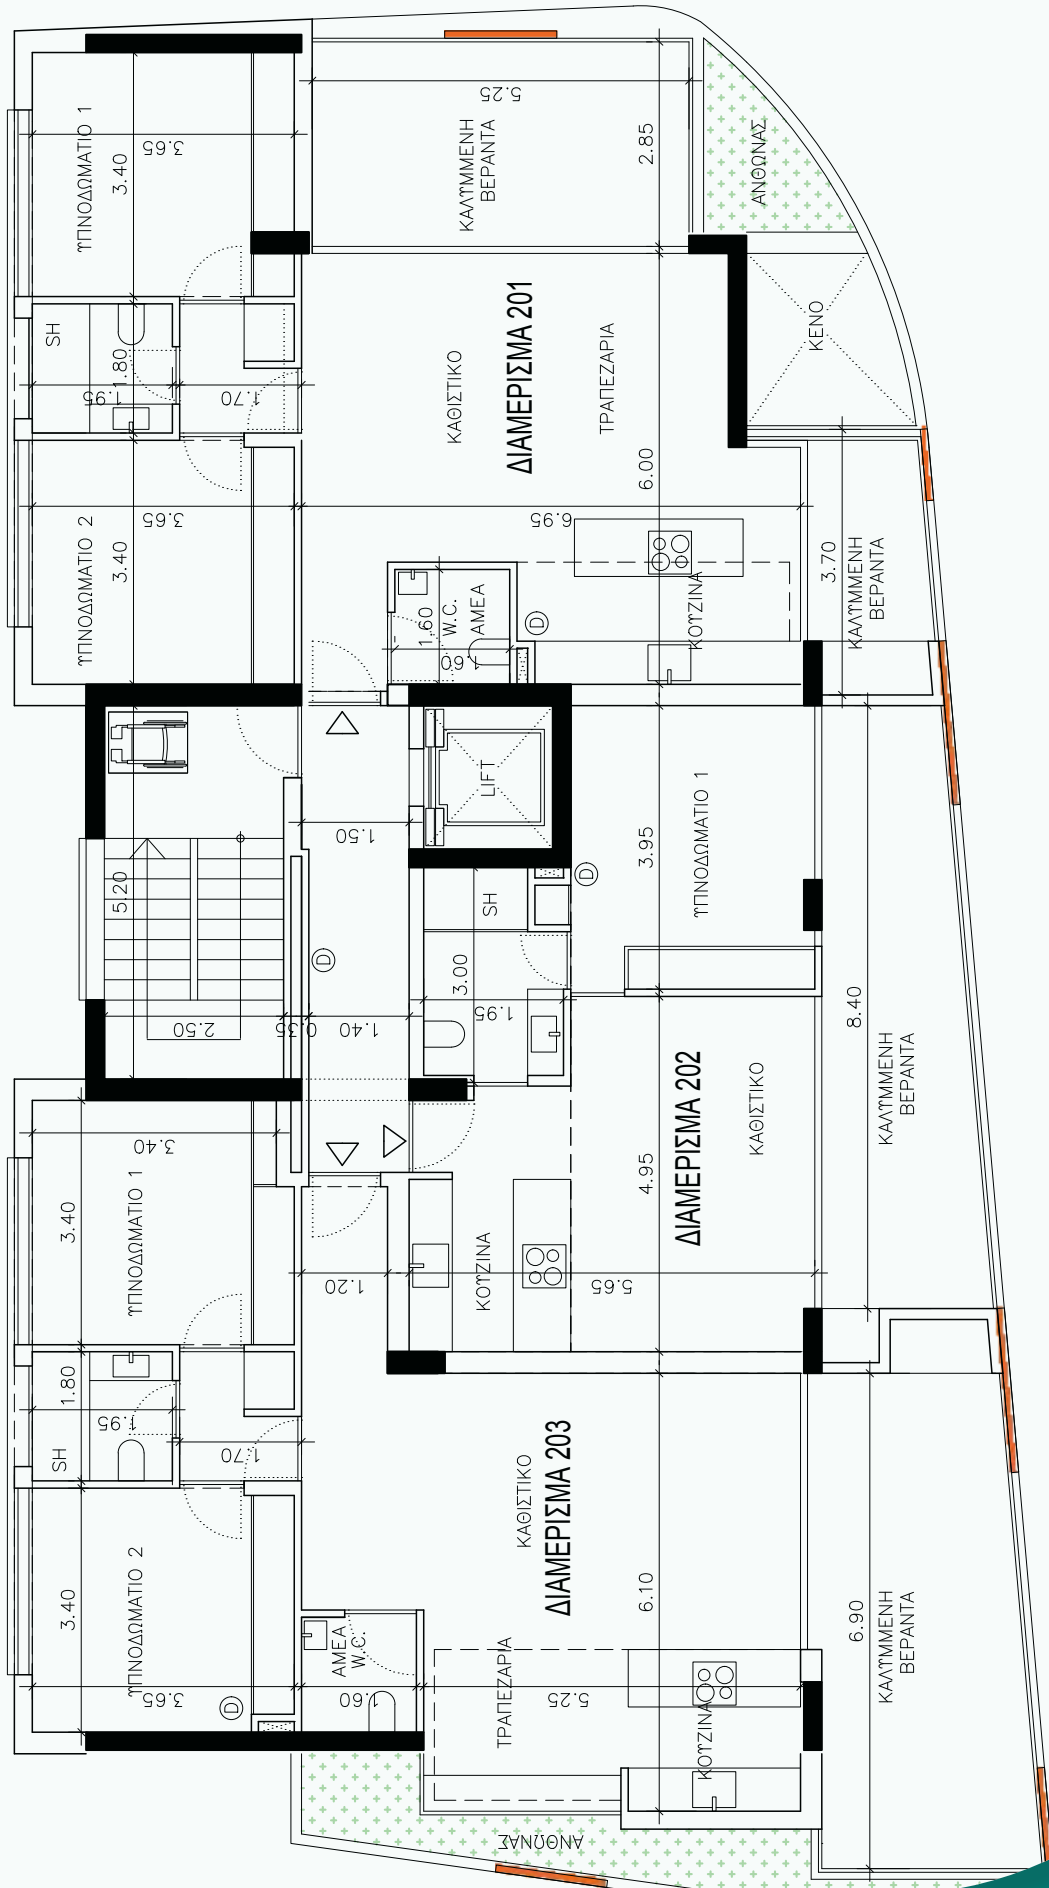 5.25
2.85
ΥΠΝΟΔΩΜΑΤΙΟ 1
3.65
3.40
ΚΑΛΥΜΜΕΝΗ
ΒΕΡΑΝΤΑ
ΑΝΘΩΝΑΣ
SH
1.80
1.95
1.70
ΚΑΘΙΣΤΙΚΟ
ΔΙΑΜΕΡΙΣΜΑ 201
ΤΡΑΠΕΖΑΡΙΑ
ΚΕΝΟ
6.00
ΥΠΝΟΔΩΜΑΤΙΟ 2
3.65
3.40
6.95
1.60
W.C.
ΑΜΕΑ
1.60
D
ΚΟΥΖΙΝΑ
3.70
ΚΑΛΥΜΜΕΝΗ
ΒΕΡΑΝΤΑ
LIFT
1.50
5.20
3.95
ΥΠΝΟΔΩΜΑΤΙΟ 1
D
SH
D
3.00
1.95
2.50
0.35
1.40
8.40
ΚΑΛΥΜΜΕΝΗ
ΒΕΡΑΝΤΑ
4.95
ΔΙΑΜΕΡΙΣΜΑ 202
ΚΑΘΙΣΤΙΚΟ
3.40
3.40
ΥΠΝΟΔΩΜΑΤΙΟ 1
ΚΟΥΖΙΝΑ
1.20
5.65
1.80
1.95
SH
1.70
ΚΑΘΙΣΤΙΚΟ
ΔΙΑΜΕΡΙΣΜΑ 203
6.10
3.40
ΥΠΝΟΔΩΜΑΤΙΟ 2
3.65
D
ΑΜΕΑ
W.C.
1.60
ΤΡΑΠΕΖΑΡΙΑ
5.25
ΚΟΥΖΙΝΑ
6.90
ΚΑΛΥΜΜΕΝΗ
ΒΕΡΑΝΤΑ
ΑΝΘΩΝΑΣ